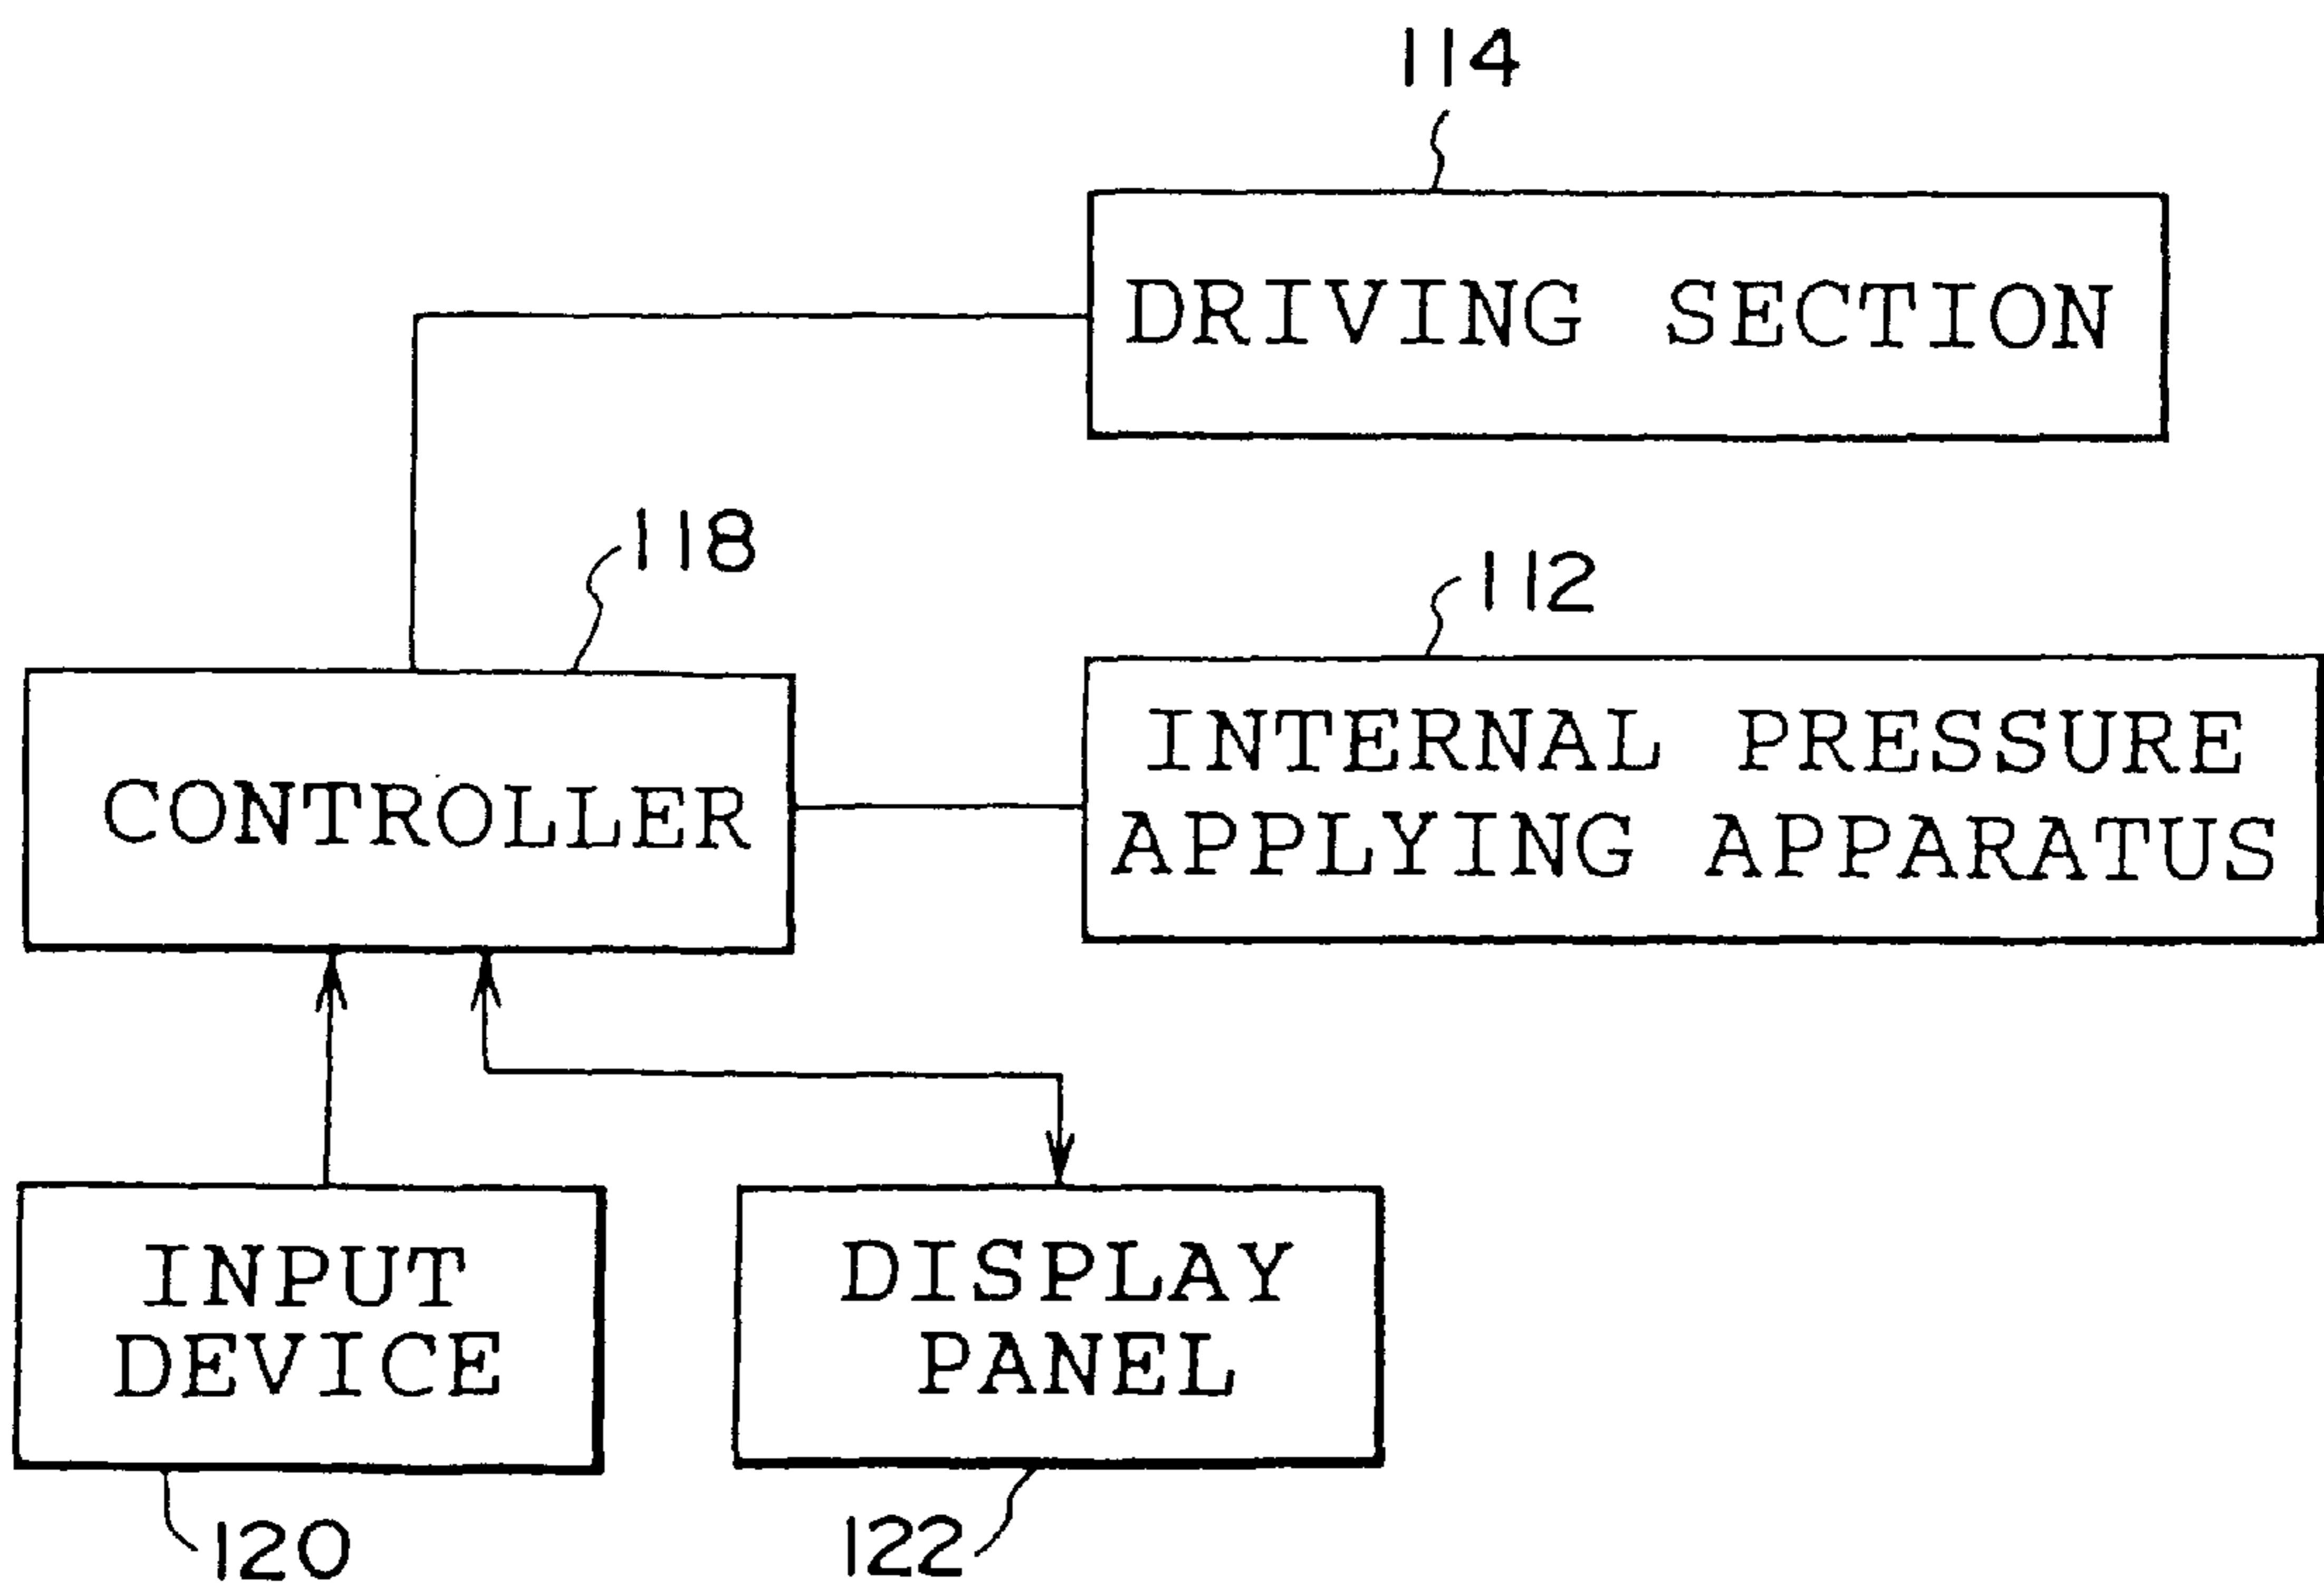 114
DRIVING SECTION
118
112
CONTROLLER
INTERNAL PRESSURE
APPLYING APPARATUS
INPUT
DEVICE
DISPLAY
PANEL
120
122